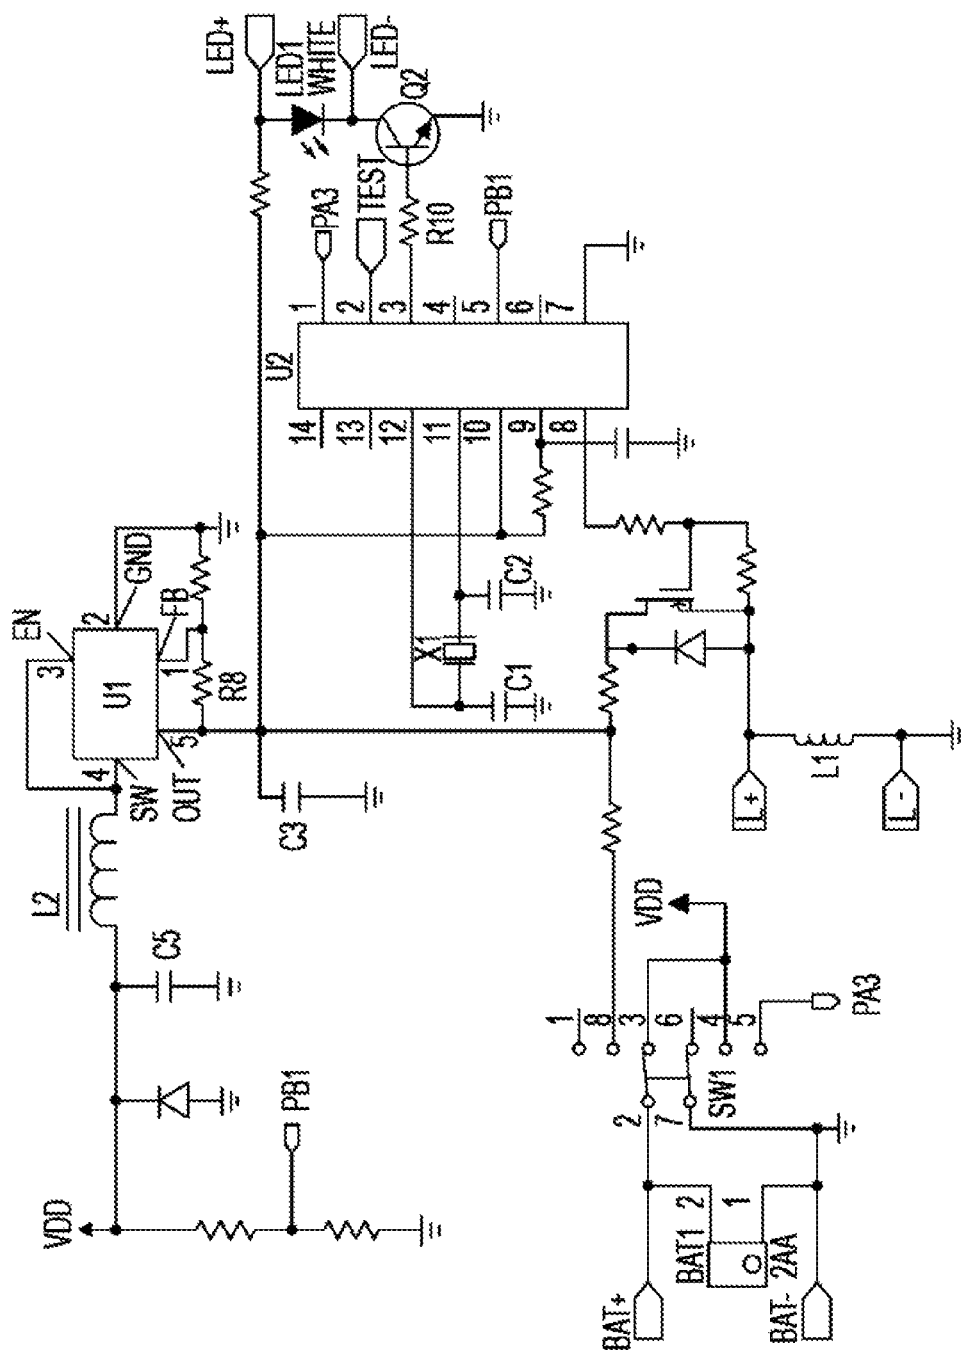 VDD
L2
C5
4
SW
OUT
3
EN
U1
2
GND
FB
1
5
R8
PB1
C3
LED+
LED1
WHITE
LED-
Q2
PA3
TEST
R10
PB1
U2
1
2
3
4
5
6
7
14
13
12
11
10
9
8
X1
C1
C2
BAT+
BAT1
2
1
BAT-
2AA
2
7
SW1
1
8
3
6
4
5
VDD
PA3
L+
L1
L-